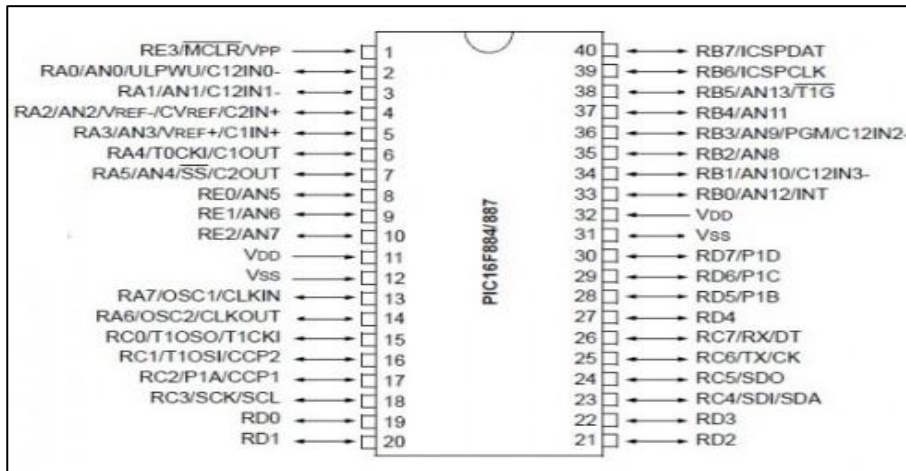 RE3/MCLR/VPP 1
RA0/AN0/ULPWU/C12IN0- 2
RA1/AN1/C12IN1- 3
RA2/AN2/VREF-/CVREF/C2IN+ 4
RA3/AN3/VREF+/C1IN+ 5
RA4/T0CKI/C1OUT 6
RA5/AN4/SS/C2OUT 7
RE0/AN5 8
RE1/AN6 9
RE2/AN7 10
VDD 11
VSS 12
RA7/OSC1/CLKIN 13
RA6/OSC2/CLKOUT 14
RC0/T1OSO/T1CKI 15
RC1/T1OSI/CCP2 16
RC2/P1A/CCP1 17
RC3/SCK/SCL 18
RD0 19
RD1 20
PIC16F884/887
40 RB7/ICSPDAT
39 RB6/ICSPCLK
38 RB5/AN13/T1G
37 RB4/AN11
36 RB3/AN9/PGM/C12IN2-
35 RB2/AN8
34 RB1/AN10/C12IN3-
33 RB0/AN12/INT
32 VDD
31 VSS
30 RD7/P1D
29 RD6/P1C
28 RD5/P1B
27 RD4
26 RC7/RX/DT
25 RC6/TX/CK
24 RC5/SDO
23 RC4/SDI/SDA
22 RD3
21 RD2